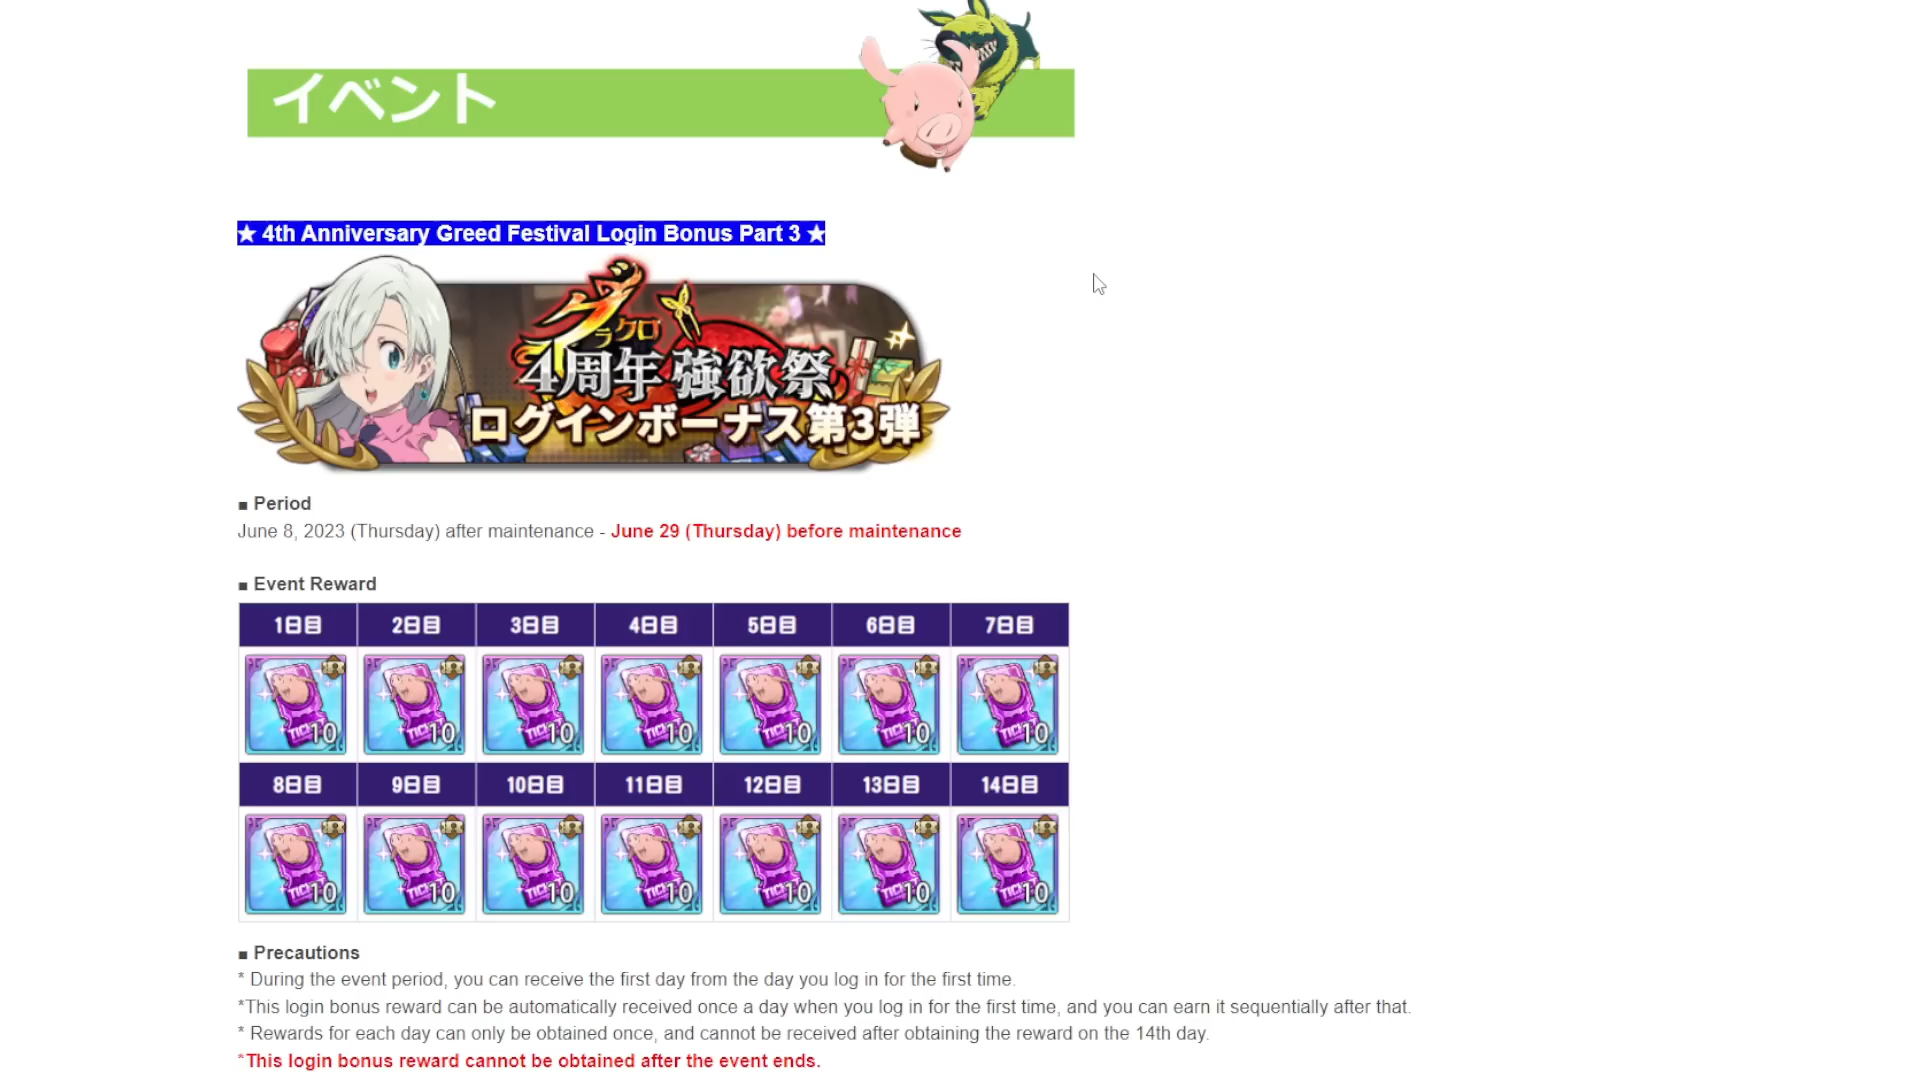 イベント
★ 4th Anniversary Greed Festival Login Bonus Part 3 ★
グラクロ
4周年 強欲祭
ログインボーナス第3弾
■ Period
June 8, 2023 (Thursday) after maintenance - June 29 (Thursday) before maintenance
■ Event Reward
1日目 2日目 3日目 4日目 5日目 6日目 7日目
10 10 10 10 10 10 10
8日目 9日目 10日目 11日目 12日目 13日目 14日目
10 10 10 10 10 10 10
■ Precautions
* During the event period, you can receive the first day from the day you log in for the first time.
*This login bonus reward can be automatically received once a day when you log in for the first time, and you can earn it sequentially after that.
* Rewards for each day can only be obtained once, and cannot be received after obtaining the reward on the 14th day.
*This login bonus reward cannot be obtained after the event ends.